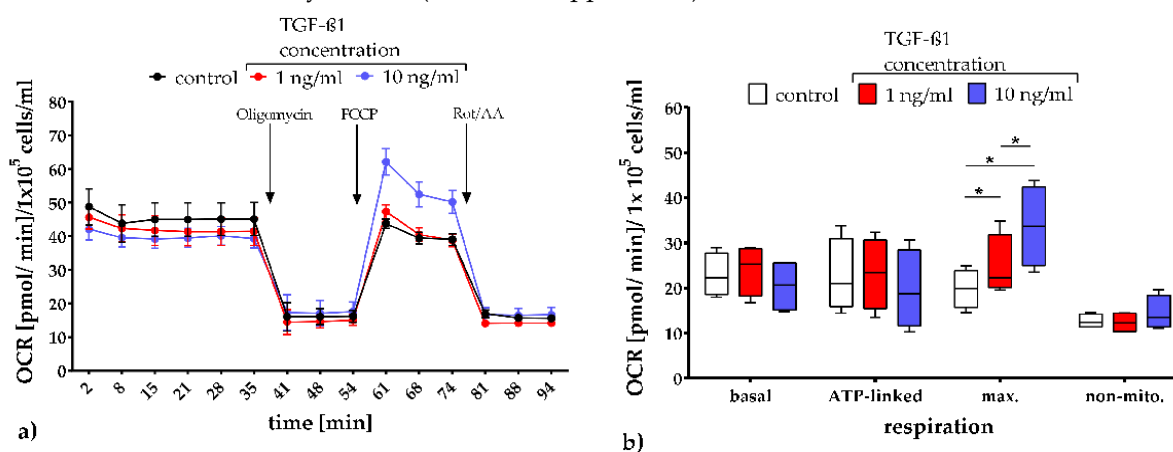 TGF-ß1
concentration
control 1 ng/ml 10 ng/ml
OCR [pmol/ min]/1x10⁵ cells/ml
80
70
60
50
40
30
20
10
0
Oligomycin
FCCP
Rot/AA
2 8 15 21 28 35 41 48 54 61 68 74 81 88 94
time [min]
a)
TGF-ß1
concentration
control 1 ng/ml 10 ng/ml
OCR [pmol/ min]/ 1x 10⁵ cells/ml
60
50
40
30
20
10
0
* * *
basal ATP-linked max. non-mito.
respiration
b)